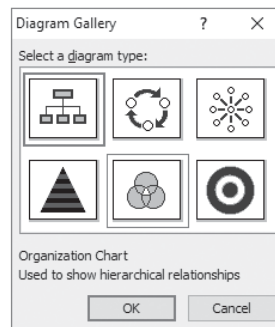 Diagram Gallery ?
Select a diagram type:
Organization Chart
Used to show hierarchical relationships
OK Cancel